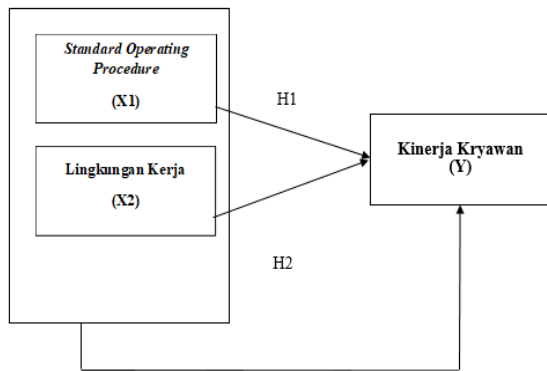 Standard Operating
Procedure
(X1)
H1
Kinerja Kryawan
(Y)
Lingkungan Kerja
(X2)
H2